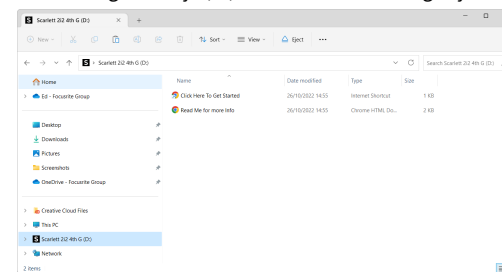 Scarlett 2i2 4th G (D:)
New Sort View Eject
Scarlett 2i2 4th G (D:) Search Scarlett 2i2 4th G (D:)
Name Date modified Type Size
Home
Click Here To Get Started 26/10/2022 14:55 Internet Shortcut 1 KB
Ed - Focusrite Group
Read Me for more Info 26/10/2022 14:55 Chrome HTML Do... 2 KB
Desktop
Downloads
Pictures
Screenshots
OneDrive - Focusrite Group
Creative Cloud Files
This PC
Scarlett 2i2 4th G (D:)
Network
2 items